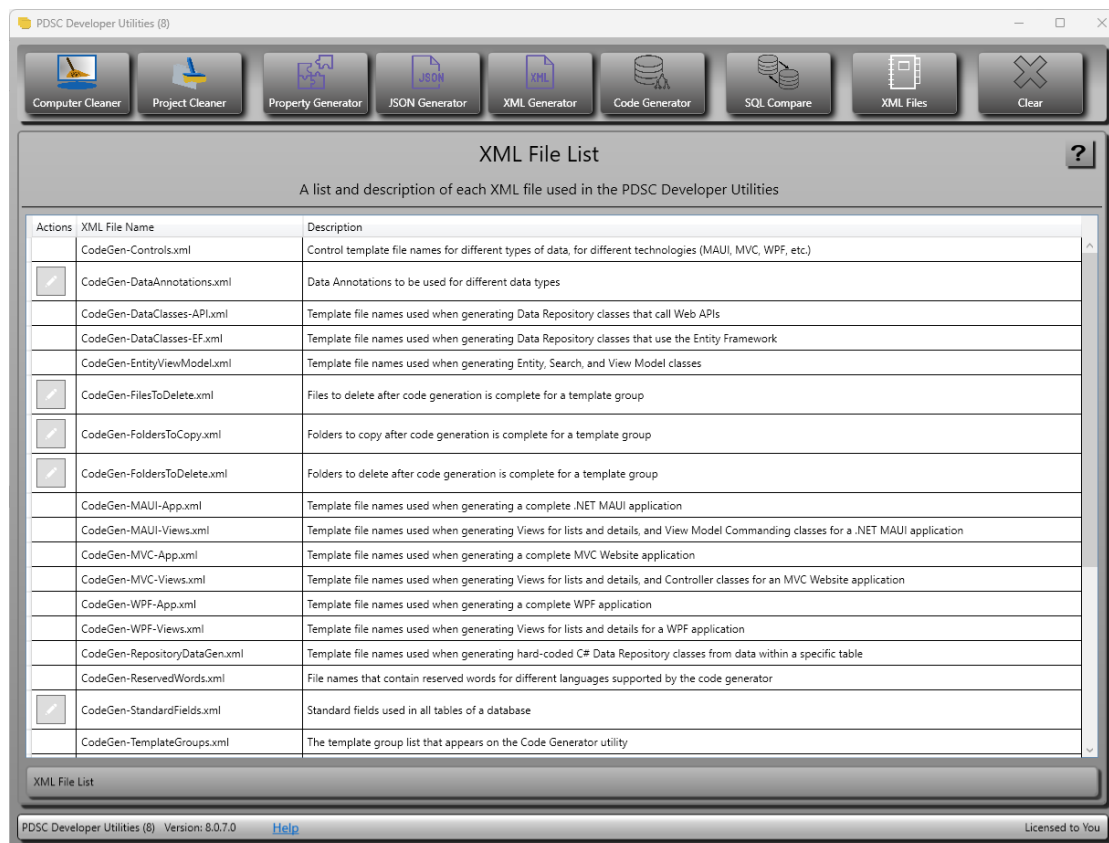 PDSC Developer Utilities (8)
Computer Cleaner Project Cleaner Property Generator JSON JSON Generator XML XML Generator Code Generator SQL Compare XML Files Clear
XML File List ?
A list and description of each XML file used in the PDSC Developer Utilities
Actions XML File Name Description
CodeGen-Controls.xml Control template file names for different types of data, for different technologies (MAUI, MVC, WPF, etc.)
CodeGen-DataAnnotations.xml Data Annotations to be used for different data types
CodeGen-DataClasses-API.xml Template file names used when generating Data Repository classes that call Web APIs
CodeGen-DataClasses-EF.xml Template file names used when generating Data Repository classes that use the Entity Framework
CodeGen-EntityViewModel.xml Template file names used when generating Entity, Search, and View Model classes
CodeGen-FilesToDelete.xml Files to delete after code generation is complete for a template group
CodeGen-FoldersToCopy.xml Folders to copy after code generation is complete for a template group
CodeGen-FoldersToDelete.xml Folders to delete after code generation is complete for a template group
CodeGen-MAUI-App.xml Template file names used when generating a complete .NET MAUI application
CodeGen-MAUI-Views.xml Template file names used when generating Views for lists and details, and View Model Commanding classes for a .NET MAUI application
CodeGen-MVC-App.xml Template file names used when generating a complete MVC Website application
CodeGen-MVC-Views.xml Template file names used when generating Views for lists and details, and Controller classes for an MVC Website application
CodeGen-WPF-App.xml Template file names used when generating a complete WPF application
CodeGen-WPF-Views.xml Template file names used when generating Views for lists and details for a WPF application
CodeGen-RepositoryDataGen.xml Template file names used when generating hard-coded C# Data Repository classes from data within a specific table
CodeGen-ReservedWords.xml File names that contain reserved words for different languages supported by the code generator
CodeGen-StandardFields.xml Standard fields used in all tables of a database
CodeGen-TemplateGroups.xml The template group list that appears on the Code Generator utility
XML File List
PDSC Developer Utilities (8) Version: 8.0.7.0 Help Licensed to You